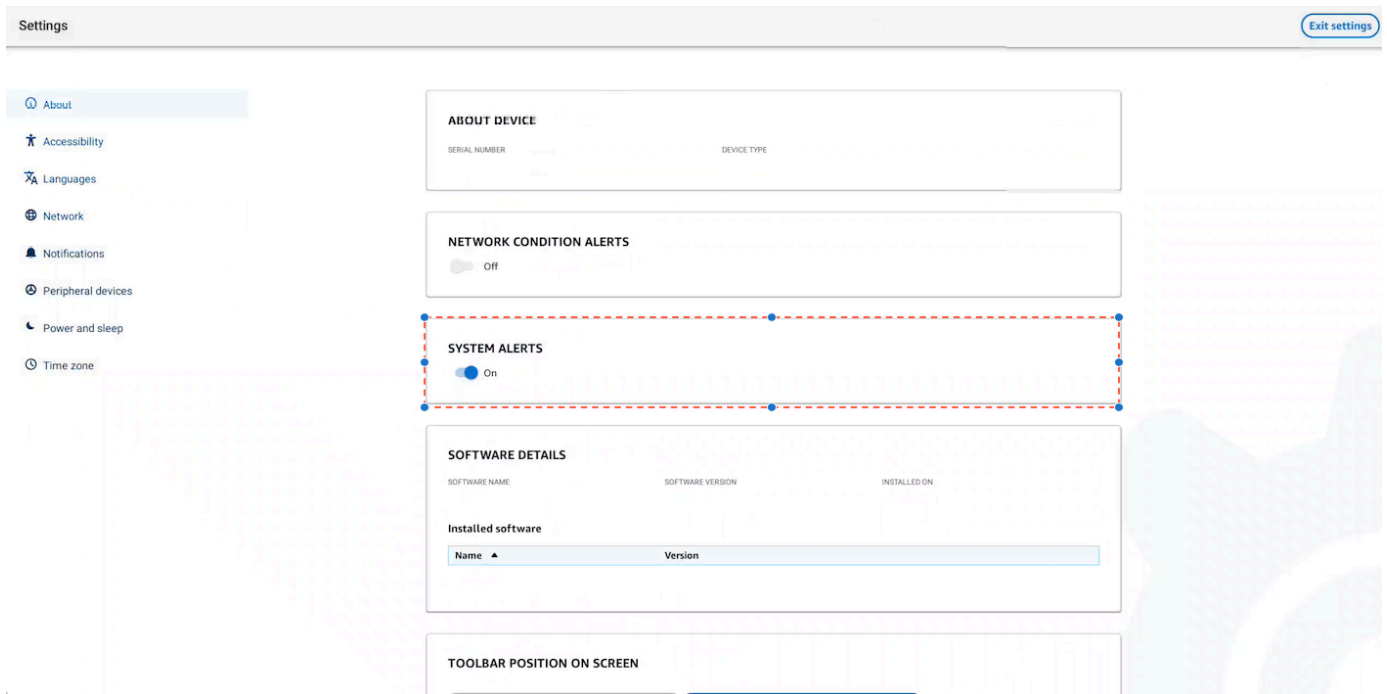 Settings
Exit settings
About
Accessibility
Languages
Network
Notifications
Peripheral devices
Power and sleep
Time zone
ABOUT DEVICE
SERIAL NUMBER DEVICE TYPE
NETWORK CONDITION ALERTS
Off
SYSTEM ALERTS
On
SOFTWARE DETAILS
SOFTWARE NAME SOFTWARE VERSION INSTALLED ON
Installed software
Name Version
TOOLBAR POSITION ON SCREEN